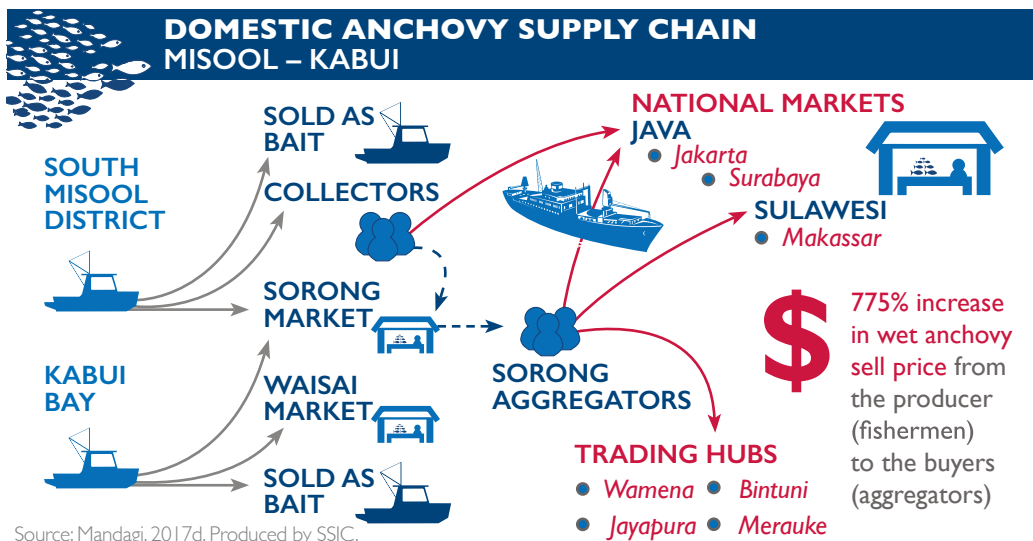 DOMESTIC ANCHOVY SUPPLY CHAIN
MISOOL – KABUI
SOUTH
MISOOL
DISTRICT
KABUI
BAY
SOLD AS
BAIT
COLLECTORS
SORONG
MARKET
WAISAI
MARKET
SOLD AS
BAIT
SORONG
AGGREGATORS
NATIONAL MARKETS
JAVA
Jakarta
Surabaya
SULAWESI
Makassar
TRADING HUBS
Wamena
Bintuni
Jayapura
Merauke
$
775% increase
in wet anchovy
sell price from
the producer
(fishermen)
to the buyers
(aggregators)
Source: Mandagi, 2017d. Produced by SSIC.